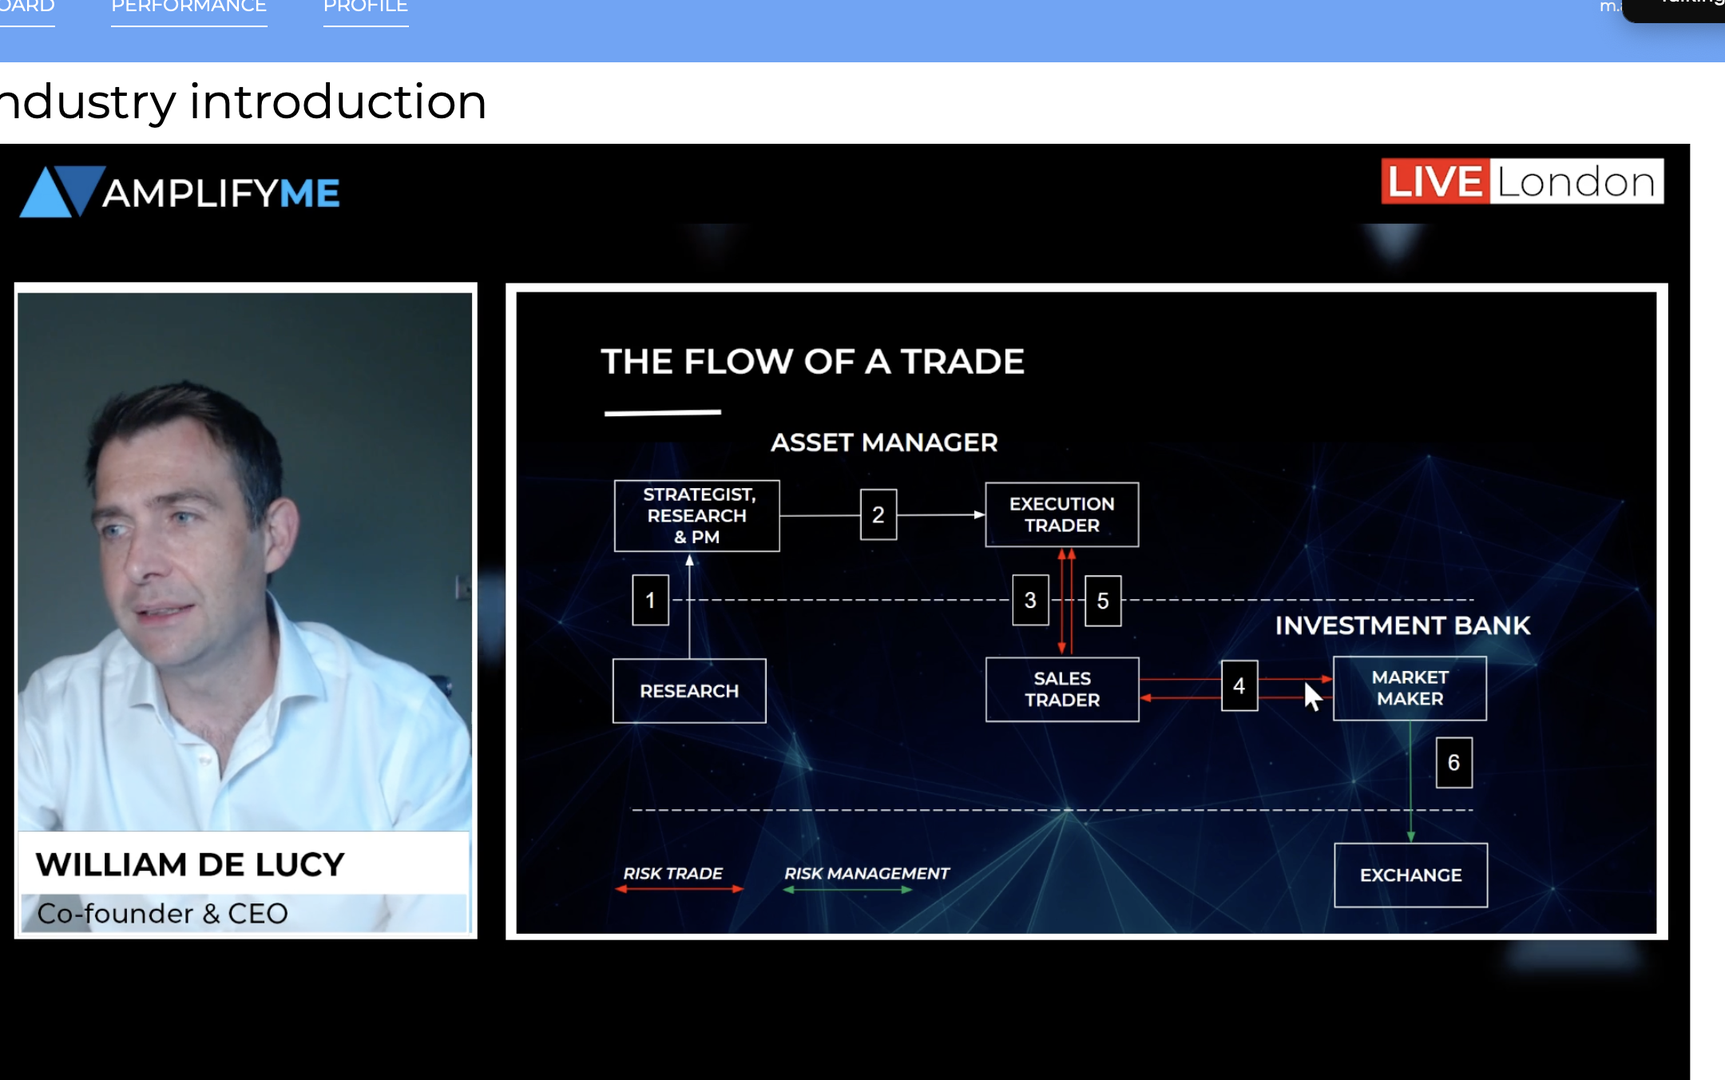 PERFORMANCE
PROFILE
introduction
AMPLIFYME
LIVE London
THE FLOW OF A TRADE
ASSET MANAGER
STRATEGIST,
RESEARCH
& PM
2
EXECUTION
TRADER
1
3
5
INVESTMENT BANK
RESEARCH
SALES
TRADER
4
MARKET
MAKER
6
RISK TRADE
RISK MANAGEMENT
EXCHANGE
WILLIAM DE LUCY
Co-founder & CEO